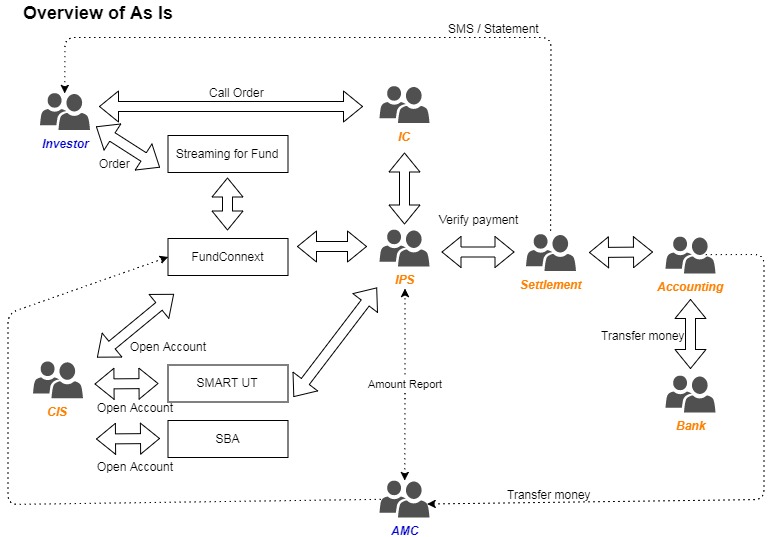 Overview of As Is
SMS / Statement
Call Order
Investor
IC
Order
Streaming for Fund
Verify payment
FundConnext
IPS
Settlement
Accounting
Open Account
Transfer money
SMART UT
Amount Report
CIS
Open Account
Bank
SBA
Open Account
Transfer money
AMC